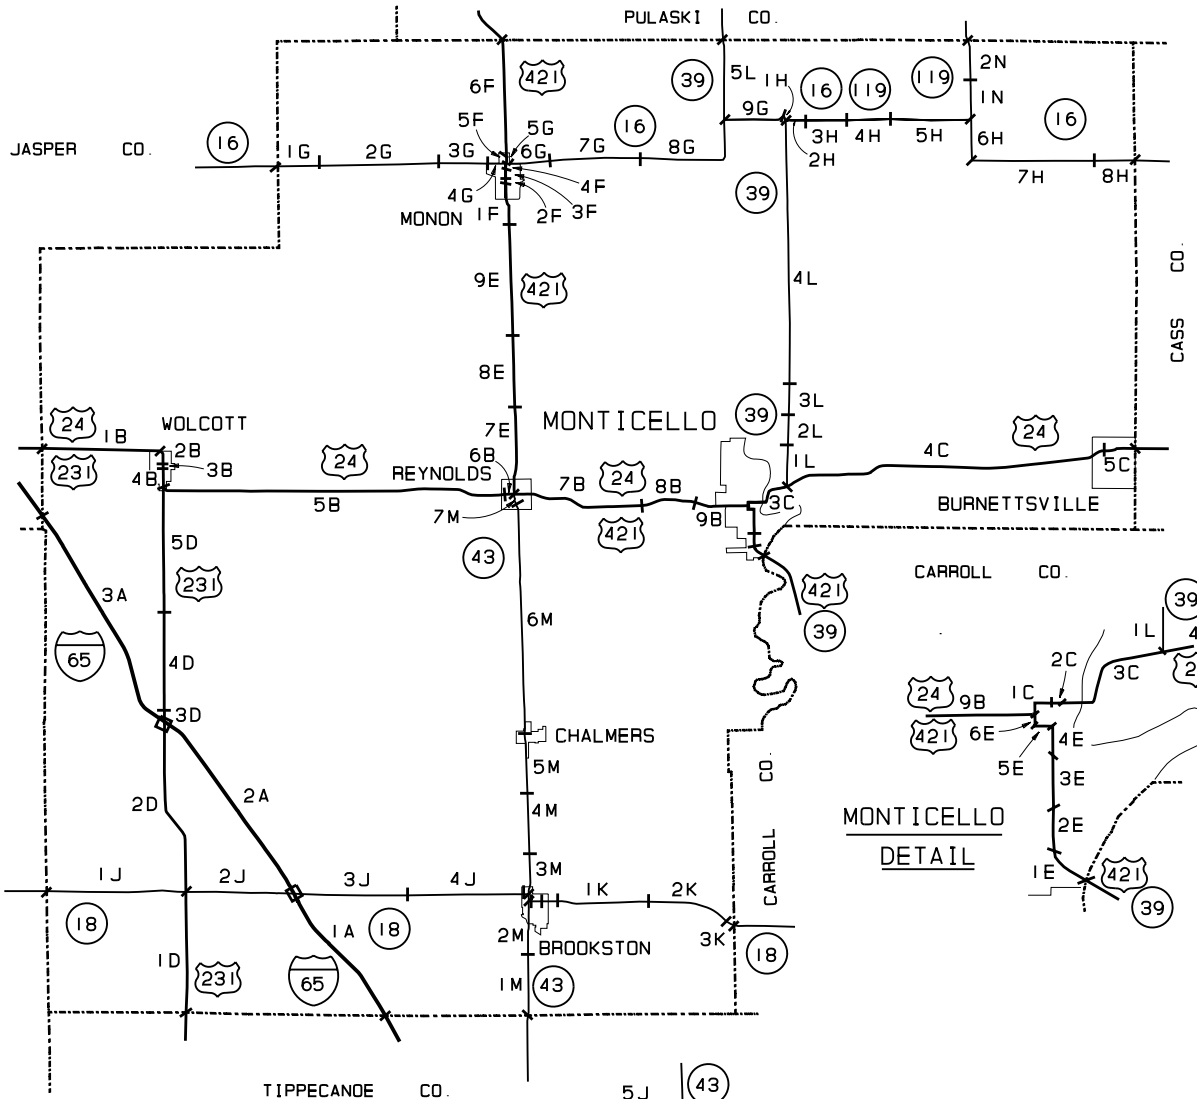 PULASKI CO.
39
421
5L
1H
16
119
119
2N
6F
9G
1N
16
5F
5G
16
3H
4H
5H
6H
JASPER CO.
16
1G
2G
3G
6G
7G
8G
2H
7H
8H
4G
4F
MONON
1F
2F
3F
39
9E
421
4L
CASS CO.
8E
3L
24
WOLCOTT
MONTICELLO
39
24
1B
2B
7E
2L
4C
231
3B
24
6B
4B
REYNOLDS
7B
24
8B
1L
5C
5B
7M
421
9B
3C
BURNETTSVILLE
5D
43
231
3A
421
CARROLL CO.
6M
39
39
65
4D
1L
4
2C
3C
2
24
9B
1C
3D
421
6E
4E
CHALMERS
5E
5M
3E
2A
CARROLL CO.
2D
4M
MONTICELLO
2E
DETAIL
3M
1J
2J
3J
4J
1K
2K
1E
421
39
18
1A
18
2M
BROOKSTON
3K
18
1D
231
65
1M
43
TIPPECANOE CO.
5J
43